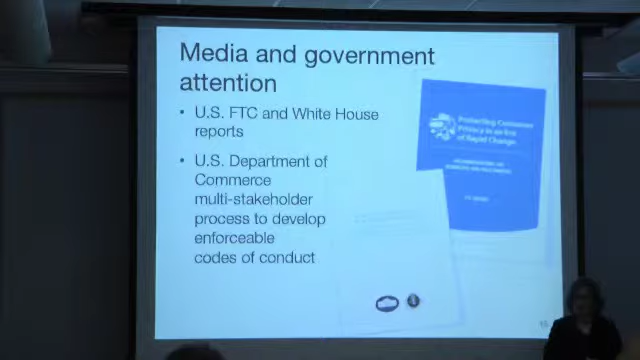 Media and government
attention
• U.S. FTC and White House
reports
• U.S. Department of
Commerce
multi-stakeholder
process to develop
enforceable
codes of conduct
Protecting Consumer
Privacy in an Era
of Rapid Change